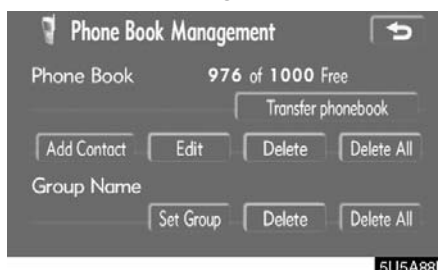 Phone Book Management
Phone Book 976 of 1000 Free
Transfer phonebook
Add Contact Edit Delete Delete All
Group Name
Set Group Delete Delete All